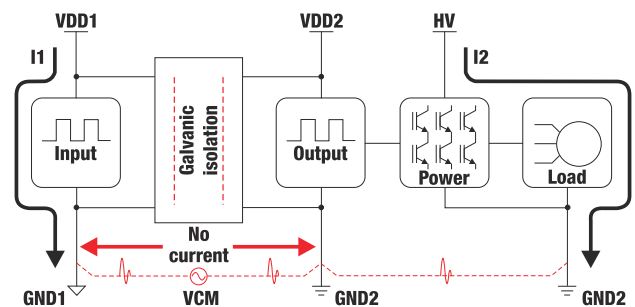 VDD1
VDD2
HV
I1
I2
Input
Galvanic
isolation
Output
Power
Load
No
current
GND1
VCM
GND2
GND2